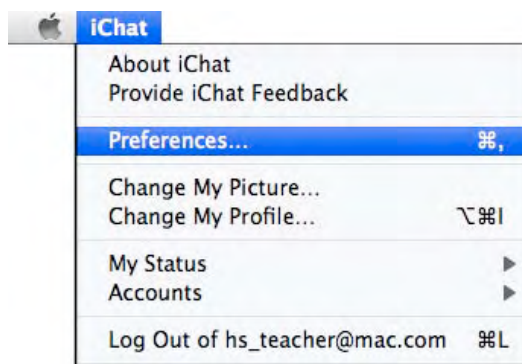 iChat
About iChat
Provide iChat Feedback
Preferences... ⌘,
Change My Picture...
Change My Profile... ⌥⌘I
My Status
Accounts
Log Out of hs_teacher@mac.com ⌘L